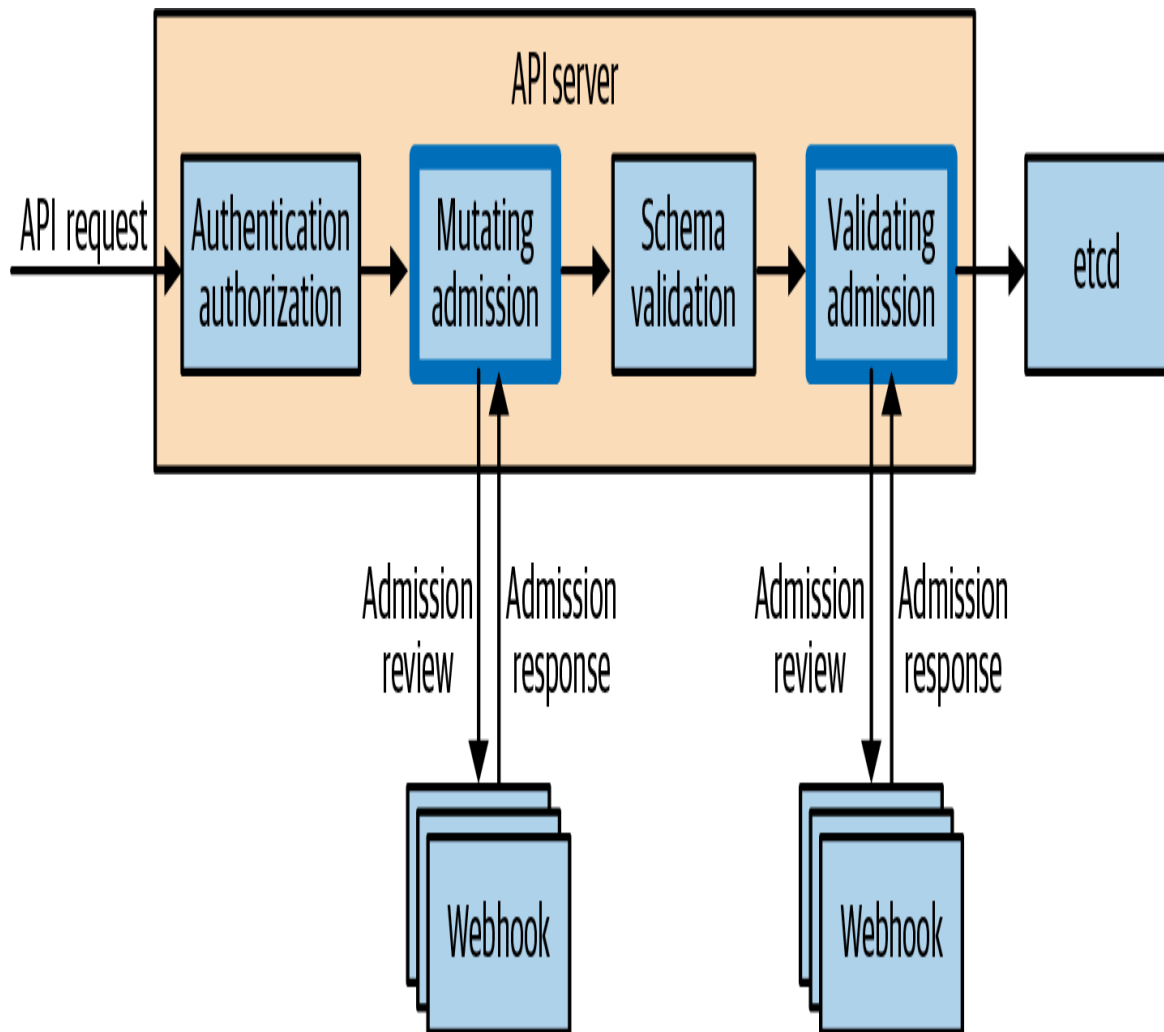 API server
API request
Authentication
authorization
Mutating
admission
Schema
validation
Validating
admission
etcd
Admission
review
Admission
response
Admission
review
Admission
response
Webhook
Webhook